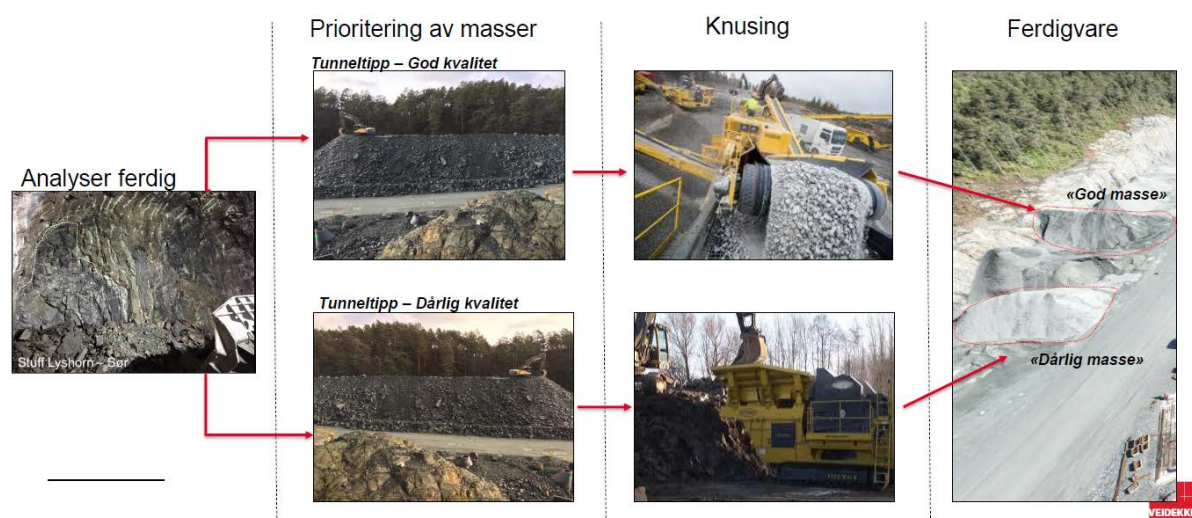 Prioritering av masser
Knusing
Ferdigvare
Tunneltipp – God kvalitet
Analyser ferdig
«God masse»
Stuff Lyshorn – Sør
Tunneltipp – Dårlig kvalitet
«Dårlig masse»
VEIDEKKE